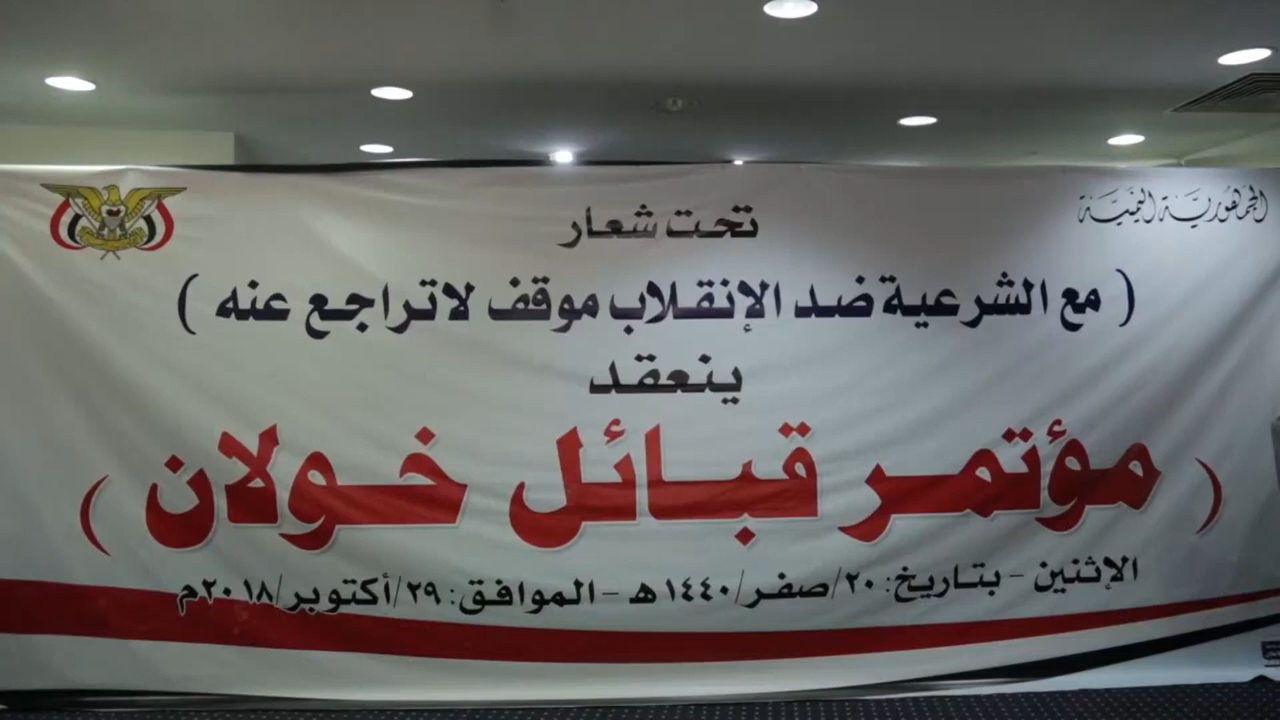 الجمهورية اليمنية
تحت شعار
( مع الشرعية ضد الإنقلاب موقف لاتراجع عنه )
ينعقد
( مؤتمر قبائل خولان )
الإثنين - بتاريخ: ٢٠/صفر/١٤٤٠هـ - الموافق: ٢٩/أكتوبر/٢٠١٨م